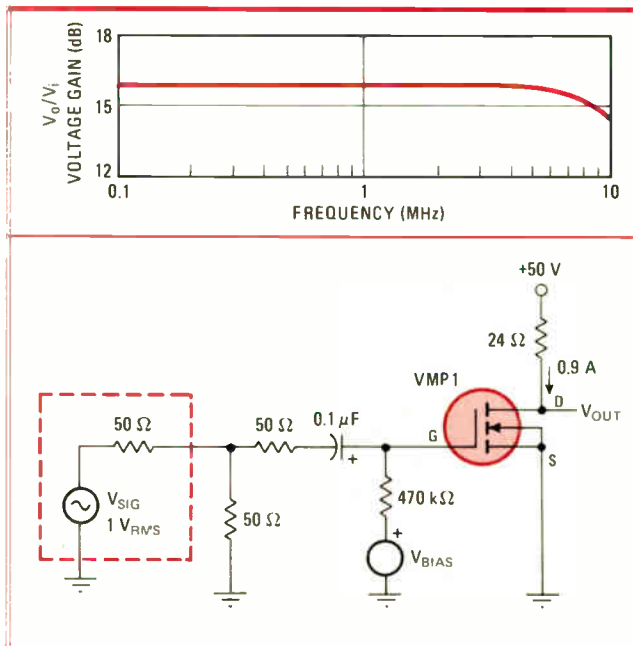 18
15
12
V₀/Vᵢ
VOLTAGE GAIN (dB)
0.1
1
10
FREQUENCY (MHz)
+50 V
24 Ω
0.9 A
VMP1
D
V_OUT
50 Ω
50 Ω
0.1 μF
+
G
S
V_SIG
1 V_RMS
50 Ω
470 kΩ
+
V_BIAS